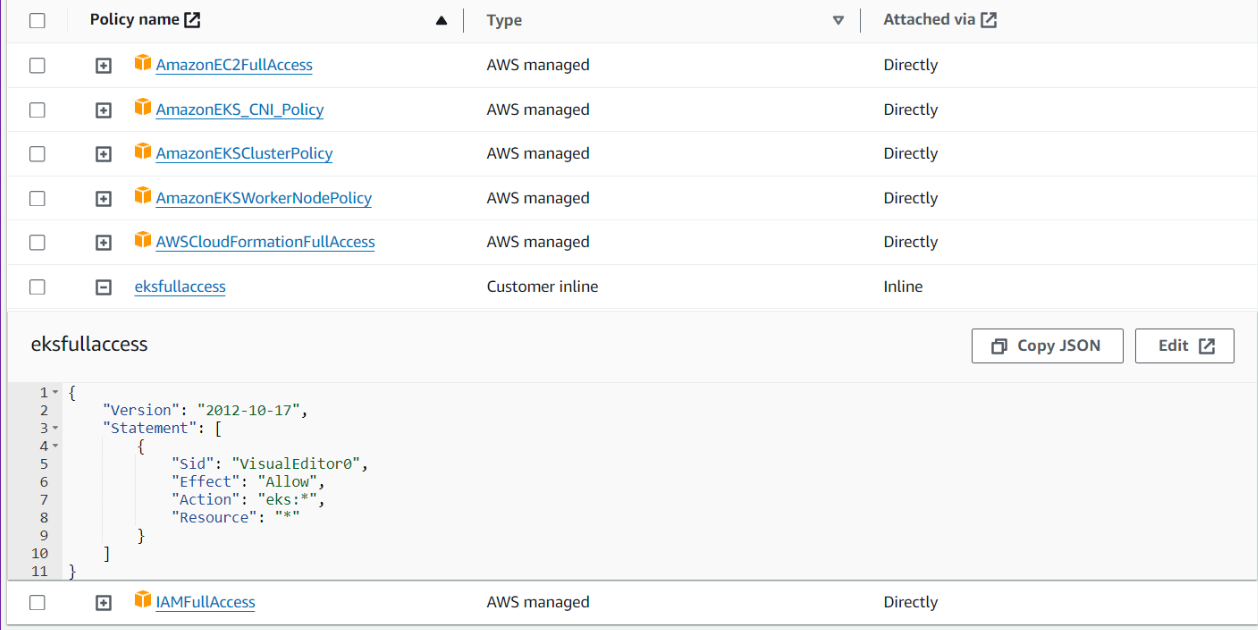 Policy name Type Attached via
AmazonEC2FullAccess AWS managed Directly
AmazonEKS_CNI_Policy AWS managed Directly
AmazonEKSClusterPolicy AWS managed Directly
AmazonEKSWorkerNodePolicy AWS managed Directly
AWSCloudFormationFullAccess AWS managed Directly
eksfullaccess Customer inline Inline
eksfullaccess Copy JSON Edit
1 {
2 "Version": "2012-10-17",
3 "Statement": [
4 {
5 "Sid": "VisualEditor0",
6 "Effect": "Allow",
7 "Action": "eks:*",
8 "Resource": "*"
9 }
10 ]
11 }
IAMFullAccess AWS managed Directly